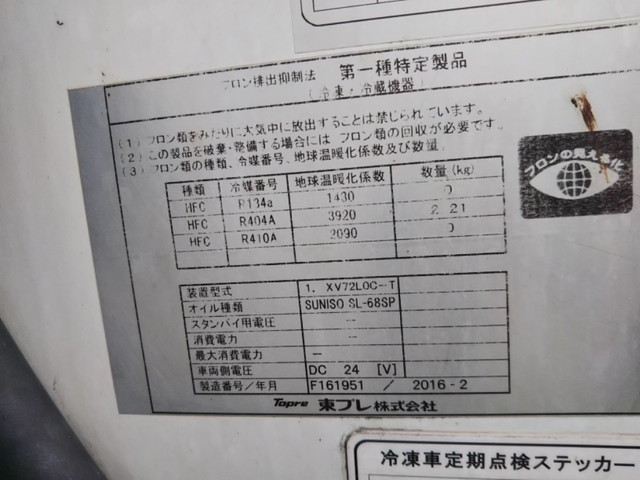 フロン排出抑制法 第一種特定製品
(冷凍・冷蔵機器)
(1) フロン類をみだりに大気中に放出することは禁じられています。
(2) この製品を破棄・整備する場合には フロン類の回収が必要です。
(3) フロン類の種類、冷媒番号、地球温暖化係数及び数量
種類 冷媒番号 地球温暖化係数 数量(kg)
HFC R134a 1430 0
HFC R404A 3920 2.21
HFC R410A 2090 0
フロンの見える化
装置型式 1. XV72LOC--T
オイル種類 SUNISO SL-68SP
スタンバイ用電圧 --
消費電力 --
最大消費電力 --
車両側電圧 DC 24 [V]
製造番号/年月 F161951 / 2016-2
Topre 東プレ株式会社
冷凍車定期点検ステッカー